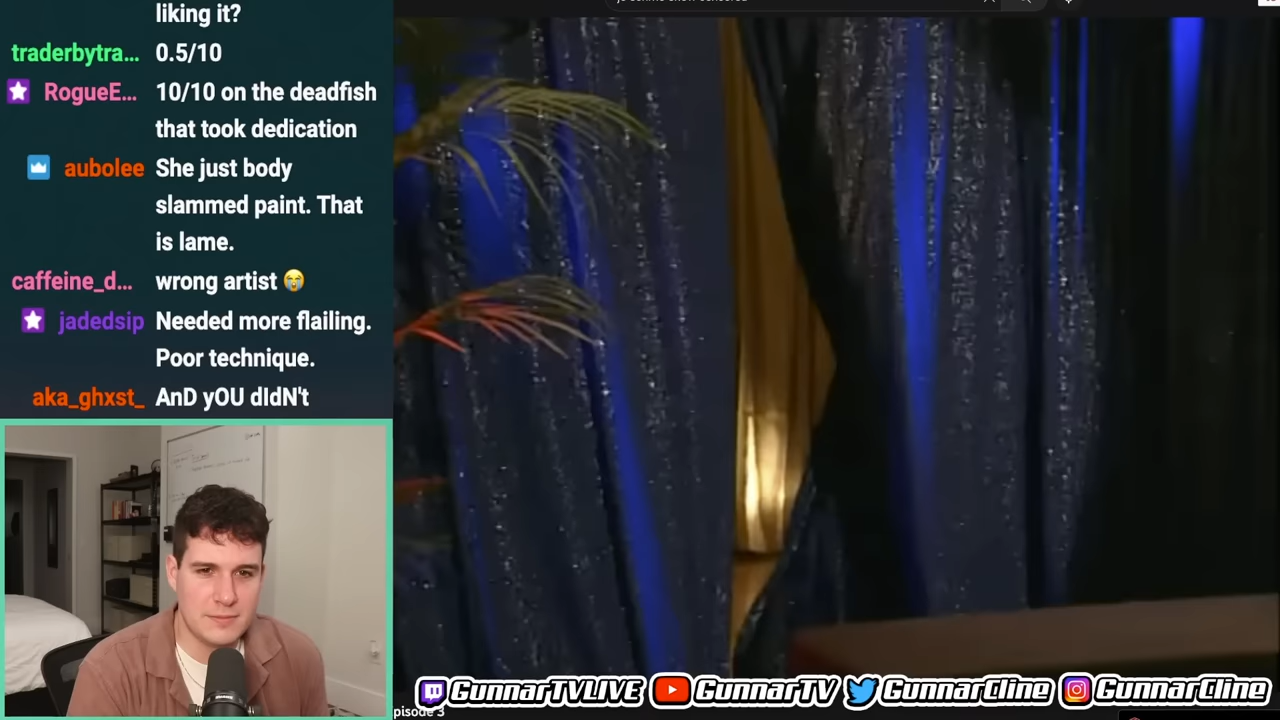 liking it?
traderbytra... 0.5/10
RogueE... 10/10 on the deadfish
that took dedication
aubolee She just body
slammed paint. That
is lame.
caffeine_d... wrong artist 😭
jadedsip Needed more flailing.
Poor technique.
aka_ghxst_ AnD yOU dIdN't
GunnarTVLIVE GunnarTV GunnarCline GunnarCline
pisode 3